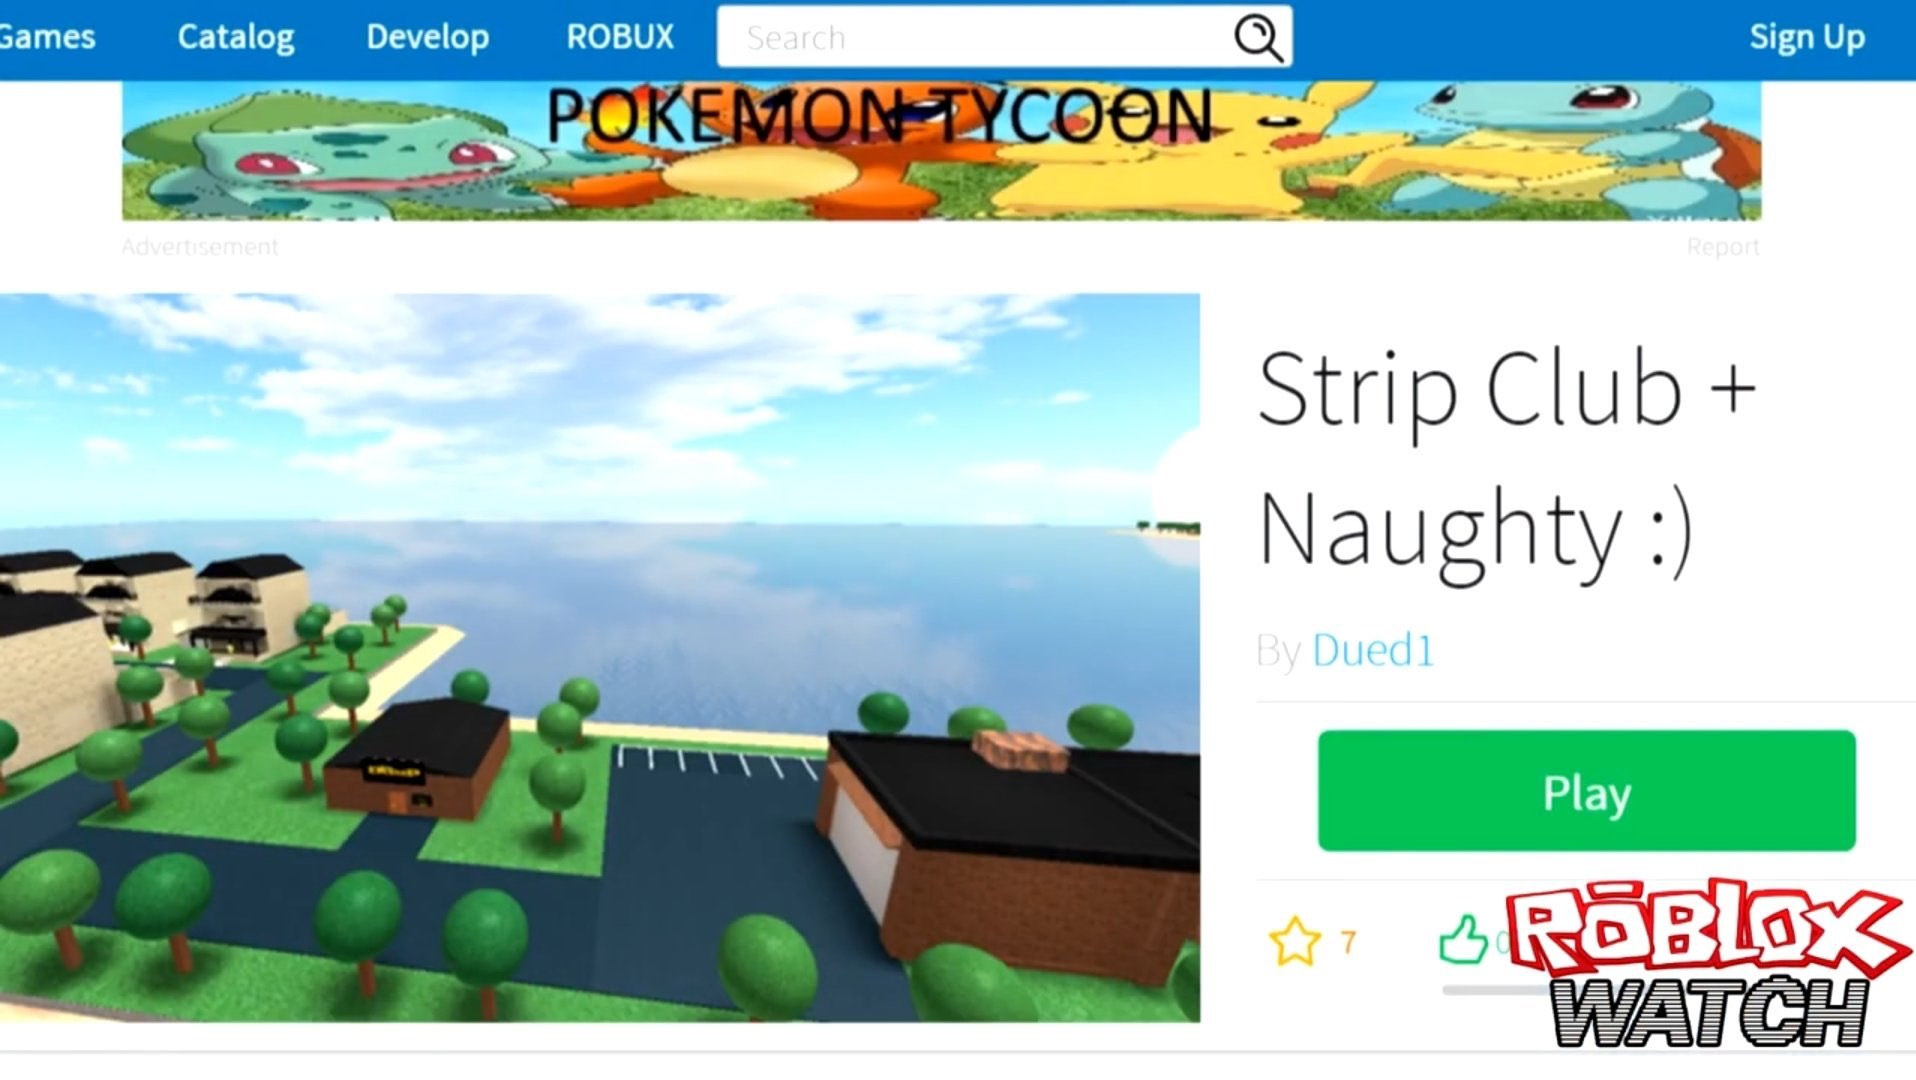 Games Catalog Develop ROBUX Search Sign Up
POKEMON TYCOON
Advertisement Report
Strip Club +
Naughty :)
By Dued1
Play
7 0
ROBLOX
WATCH